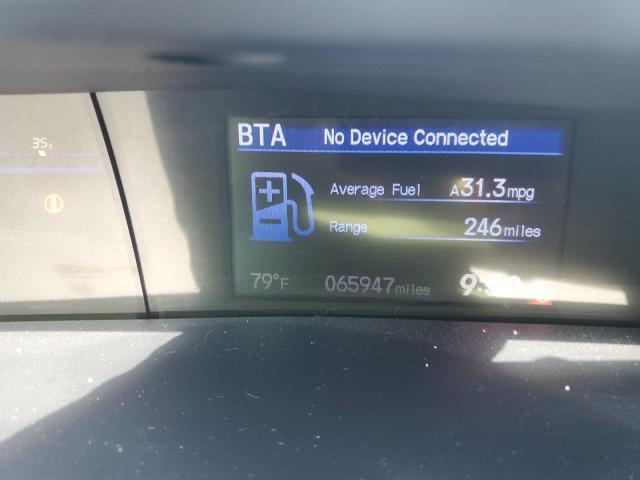 BTA No Device Connected
Average Fuel A31.3mpg
Range 246miles
79°F 065947miles
35